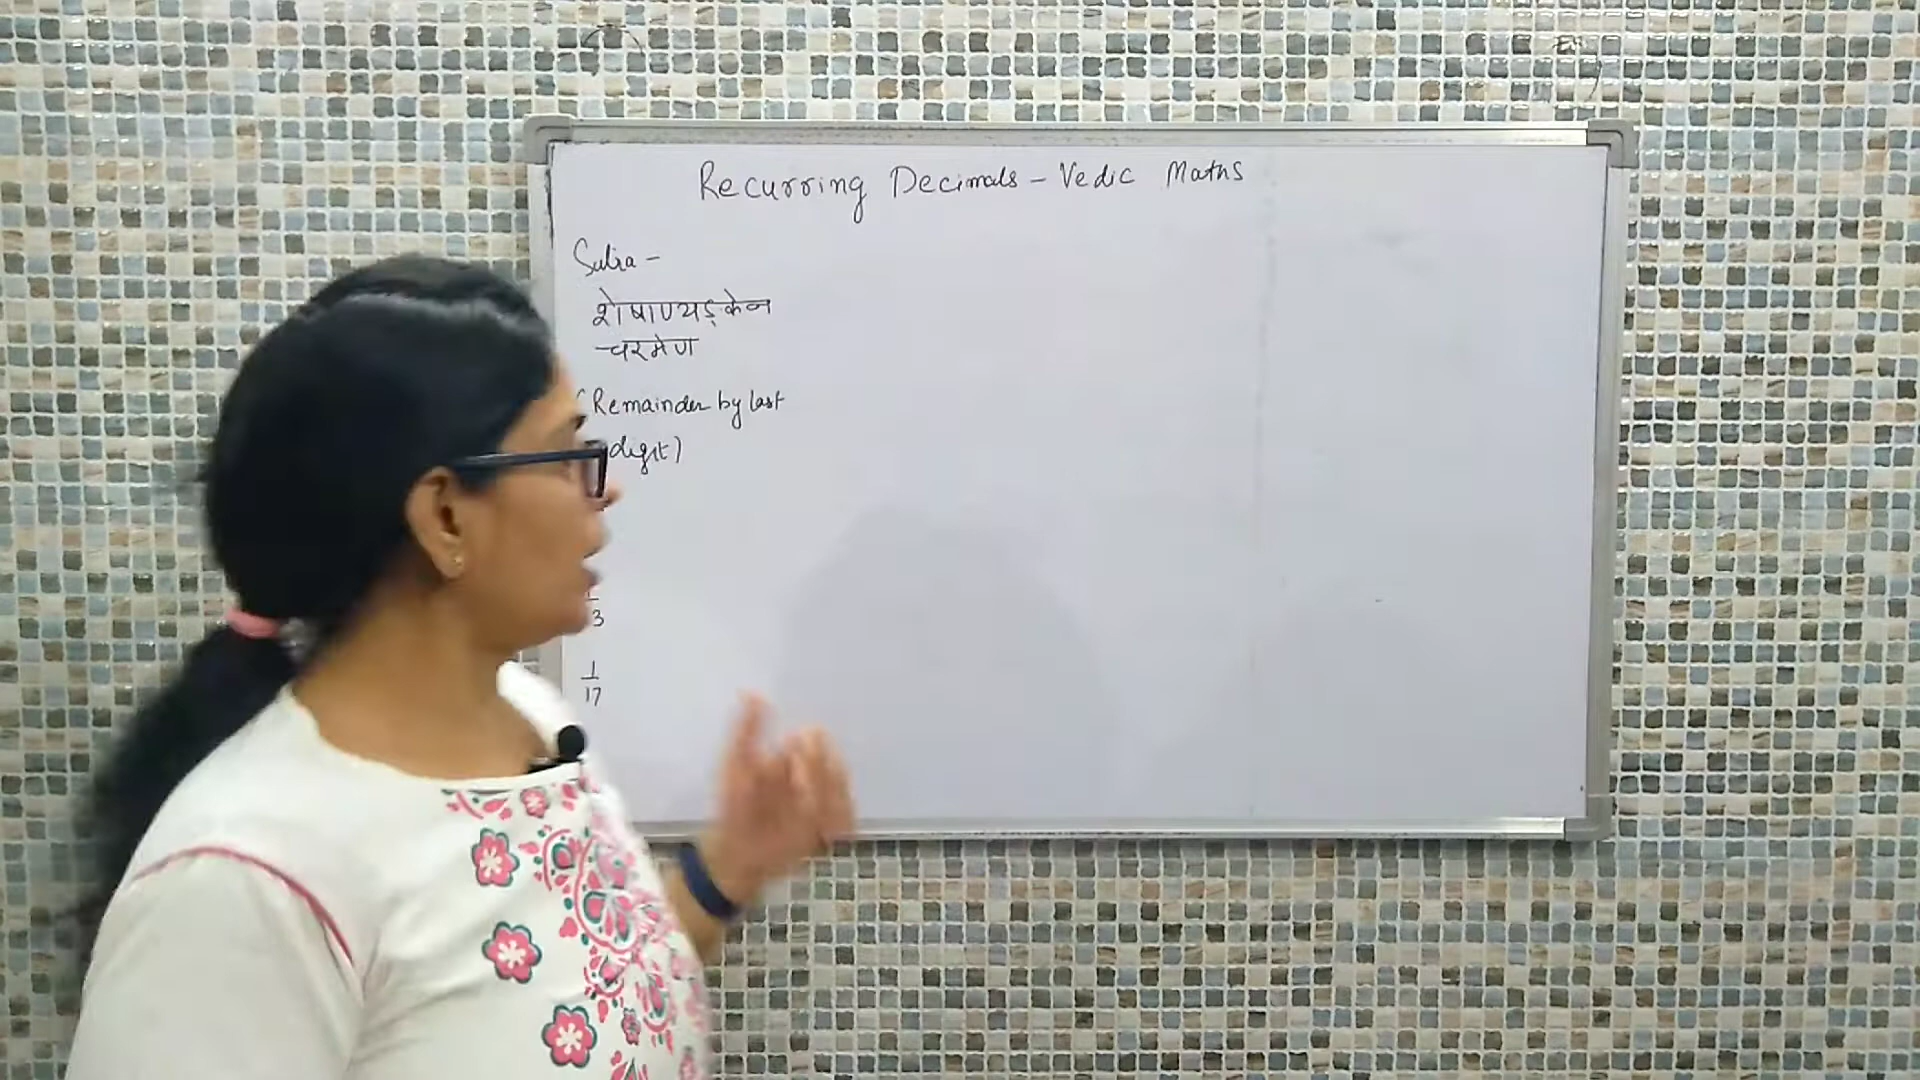 Recurring Decimals - Vedic Maths
Sutra -
शेषाण्यङ्केन
चरमेण
(Remainder by last
digit)
3
1
17